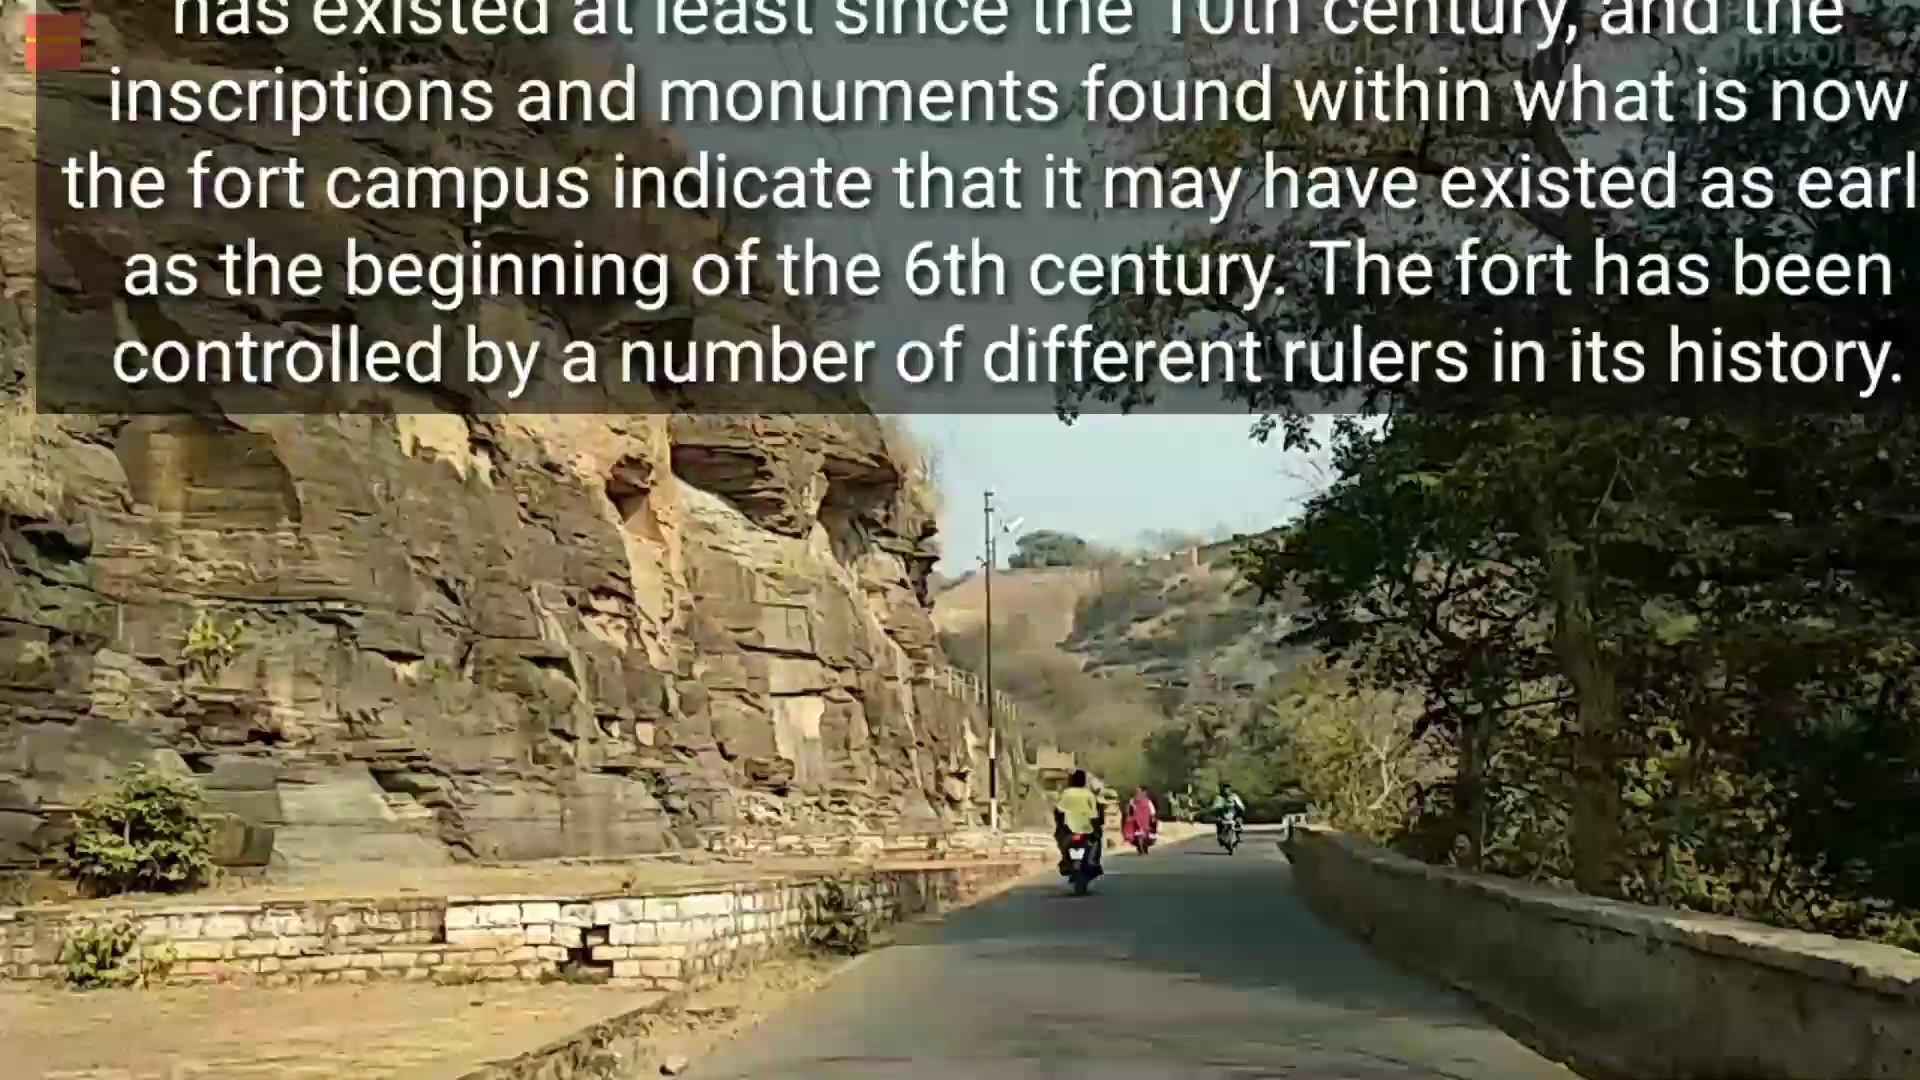 has existed at least since the 10th century, and the
inscriptions and monuments found within what is now
the fort campus indicate that it may have existed as earl
as the beginning of the 6th century. The fort has been
controlled by a number of different rulers in its history.